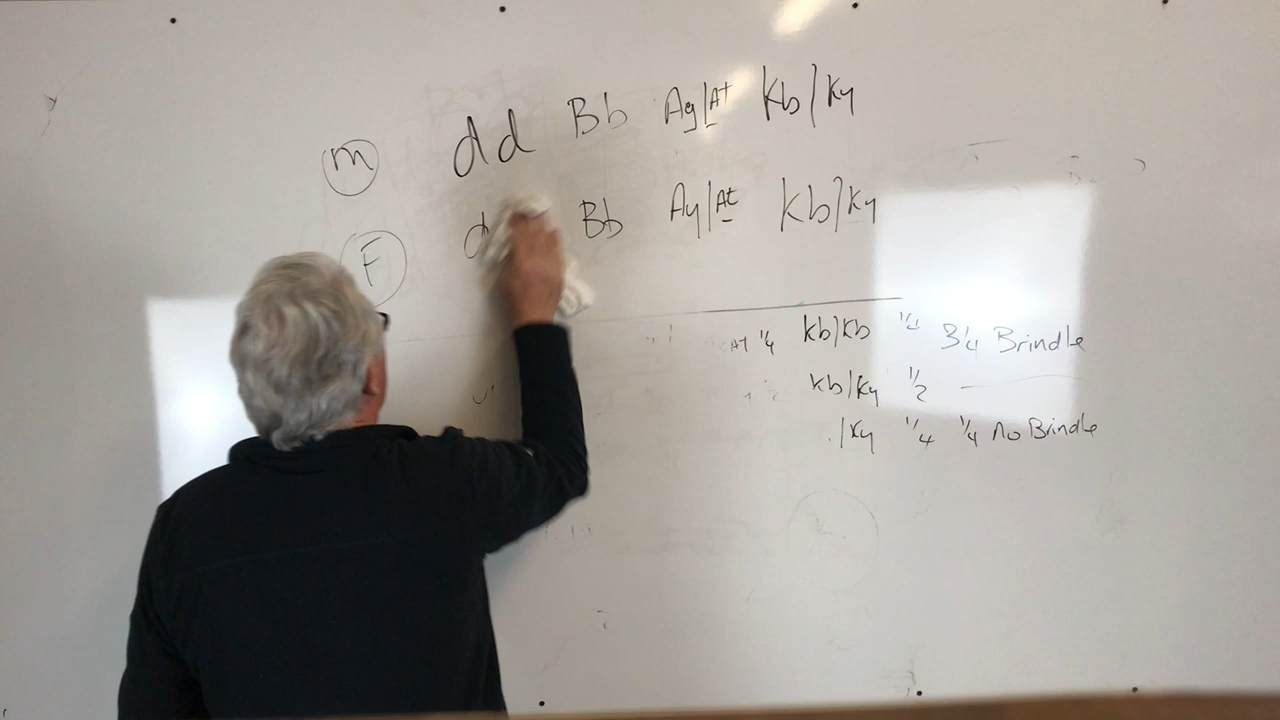 m dd Bb Ay|At Kb|Ky
F d Bb Ay|At Kb|Ky
AT 1/4 Kb|Kb 1/4 3/4 Brindle
Kb|Ky 1/2
|Ky 1/4 1/4 no Brindle